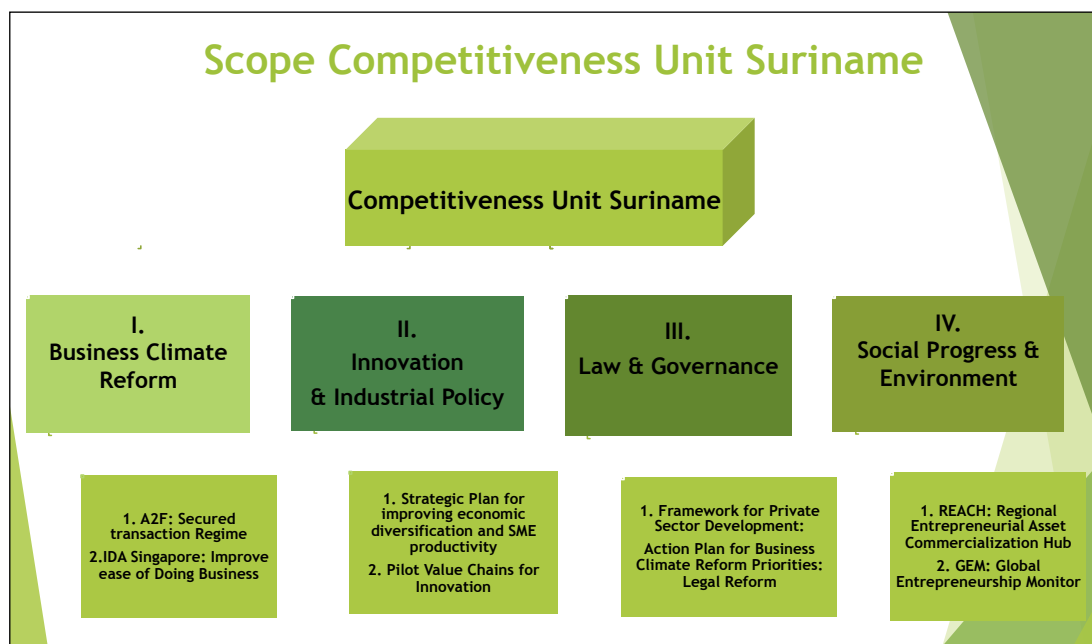 Scope Competitiveness Unit Suriname
Competitiveness Unit Suriname
I.
Business Climate
Reform
II.
Innovation
& Industrial Policy
III.
Law & Governance
IV.
Social Progress &
Environment
1. A2F: Secured
transaction Regime
2.IDA Singapore: Improve
ease of Doing Business
1. Strategic Plan for
improving economic
diversification and SME
productivity
2. Pilot Value Chains for
Innovation
1. Framework for Private
Sector Development:
Action Plan for Business
Climate Reform Priorities:
Legal Reform
1. REACH: Regional
Entrepreneurial Asset
Commercialization Hub
2. GEM: Global
Entrepreneurship Monitor